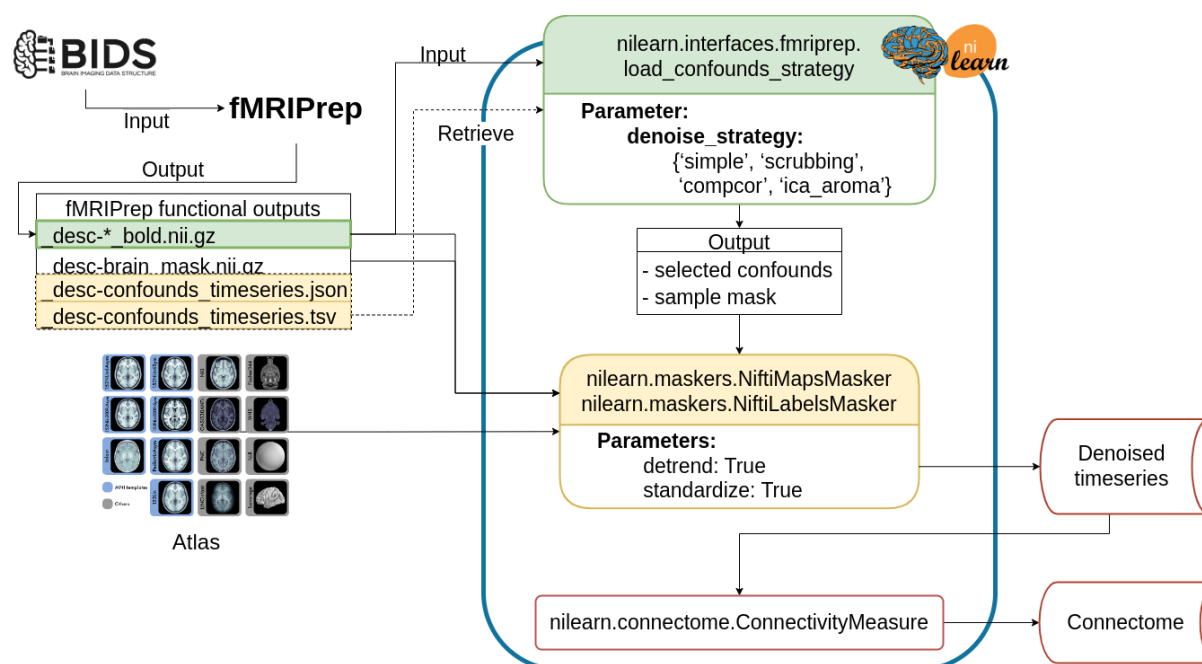 BIDS
BRAIN IMAGING DATA STRUCTURE
Input
fMRIPrep
Output
fMRIPrep functional outputs
_desc-*_bold.nii.gz
_desc-brain_mask.nii.gz
_desc-confounds_timeseries.json
_desc-confounds_timeseries.tsv
Atlas
MNI templates
Others
Input
Retrieve
nilearn.interfaces.fmriprep.
load_confounds_strategy
ni
learn
Parameter:
denoise_strategy:
{‘simple’, ‘scrubbing’,
‘compcor’, ‘ica_aroma’}
Output
- selected confounds
- sample mask
nilearn.maskers.NiftiMapsMasker
nilearn.maskers.NiftiLabelsMasker
Parameters:
detrend: True
standardize: True
Denoised
timeseries
nilearn.connectome.ConnectivityMeasure
Connectome